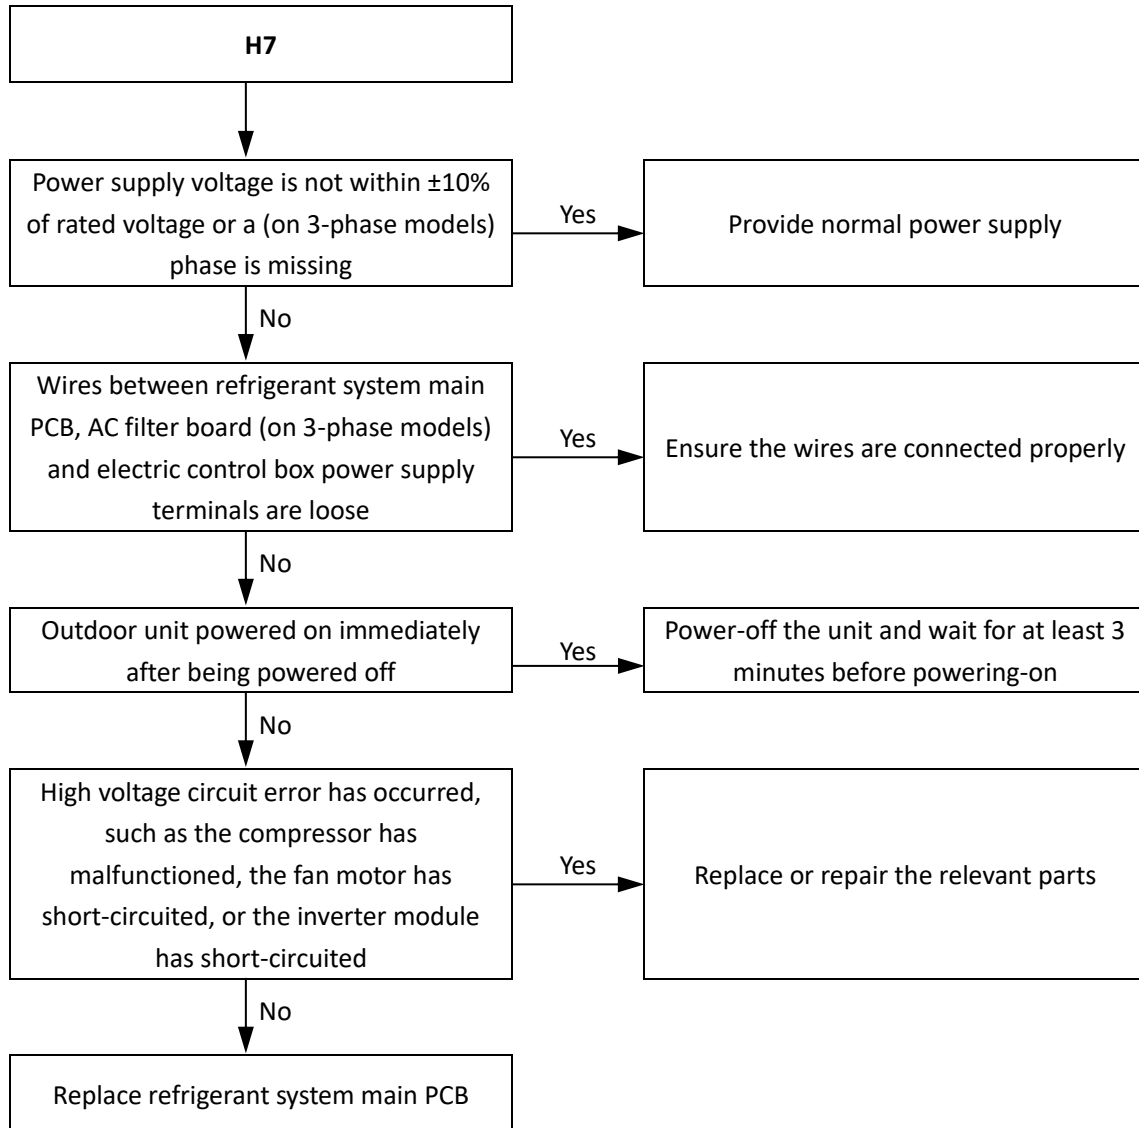 H7
Power supply voltage is not within ±10%
of rated voltage or a (on 3-phase models)
phase is missing
Yes
Provide normal power supply
No
Wires between refrigerant system main
PCB, AC filter board (on 3-phase models)
and electric control box power supply
terminals are loose
Yes
Ensure the wires are connected properly
No
Outdoor unit powered on immediately
after being powered off
Yes
Power-off the unit and wait for at least 3
minutes before powering-on
No
High voltage circuit error has occurred,
such as the compressor has
malfunctioned, the fan motor has
short-circuited, or the inverter module
has short-circuited
Yes
Replace or repair the relevant parts
No
Replace refrigerant system main PCB